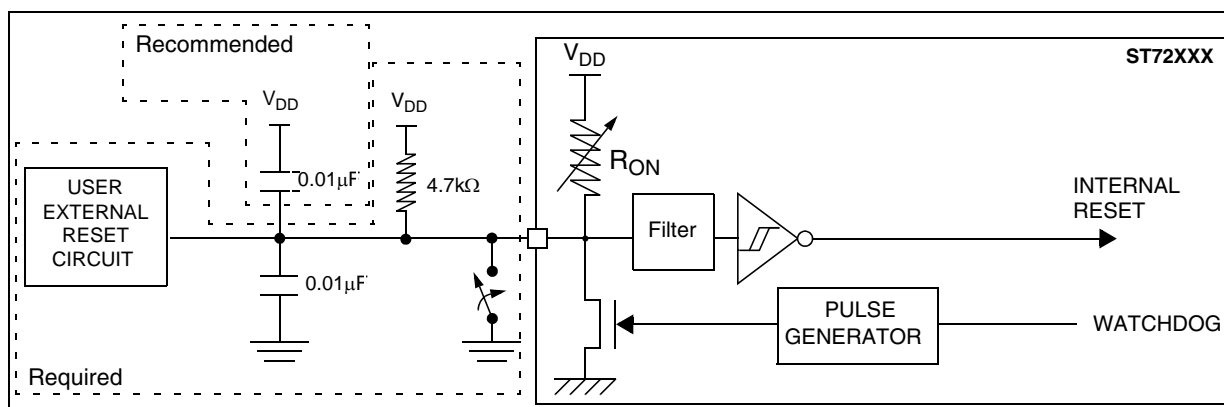 Recommended
VDD
0.01µF
VDD
4.7kΩ
USER
EXTERNAL
RESET
CIRCUIT
0.01µF
Required
ST72XXX
VDD
RON
Filter
INTERNAL
RESET
PULSE
GENERATOR
WATCHDOG